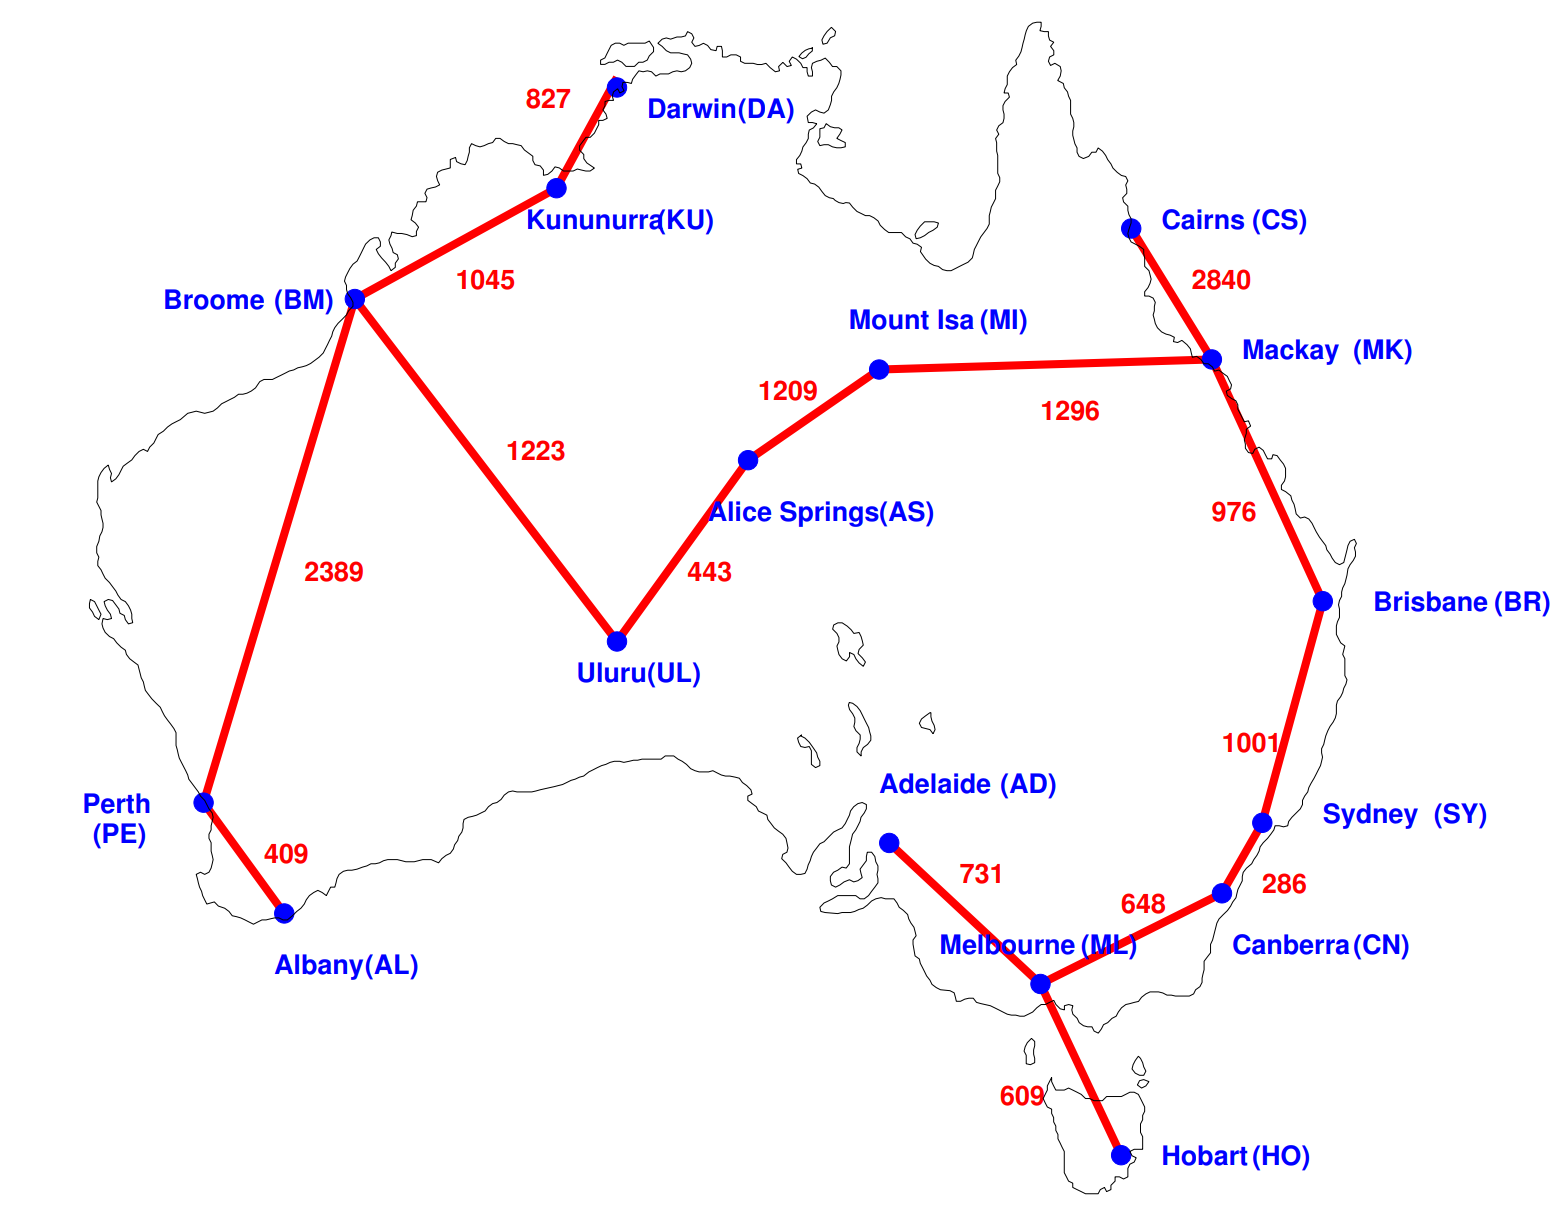 827
Darwin(DA)
Kununurra(KU)
Cairns (CS)
1045
2840
Broome (BM)
Mount Isa (MI)
Mackay (MK)
1209
1296
1223
976
Alice Springs(AS)
2389
443
Brisbane (BR)
Uluru(UL)
1001
Adelaide (AD)
Perth
(PE)
Sydney (SY)
409
731
286
648
Melbourne (ML)
Canberra(CN)
Albany(AL)
609
Hobart(HO)